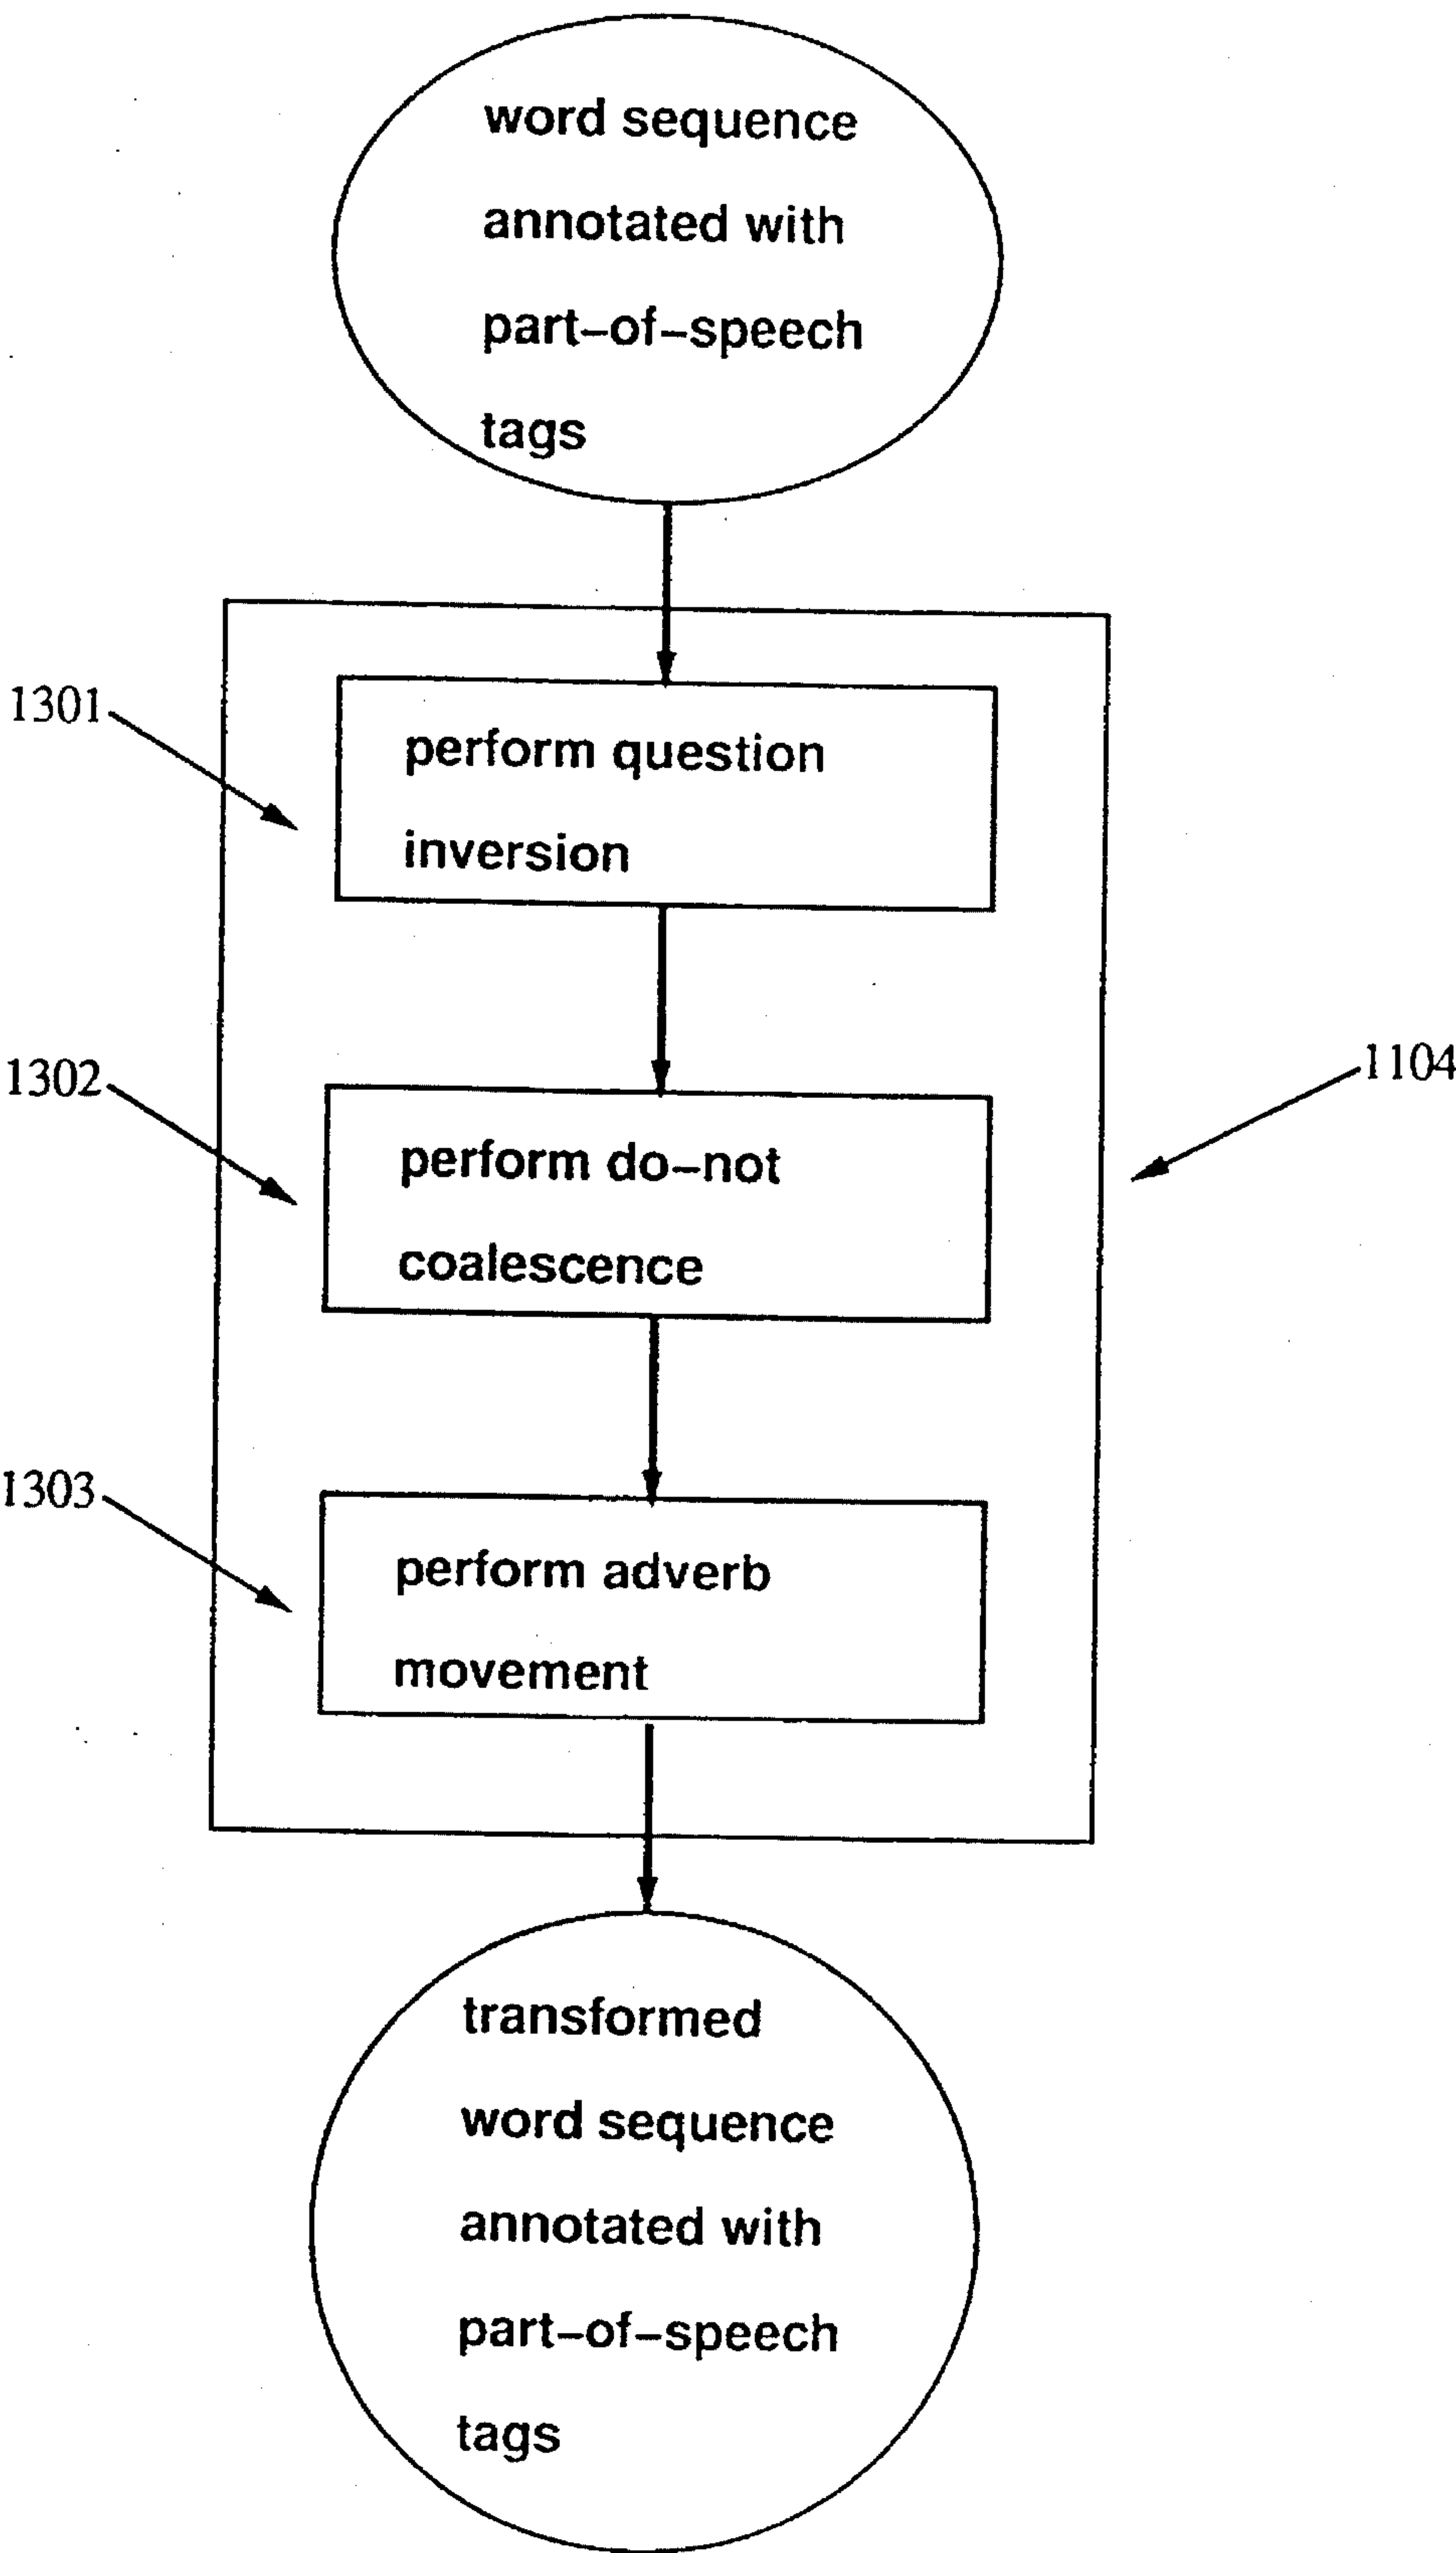 word sequence
annotated with
part-of-speech
tags
1301
perform question
inversion
1302
perform do-not
coalescence
1104
1303
perform adverb
movement
transformed
word sequence
annotated with
part-of-speech
tags